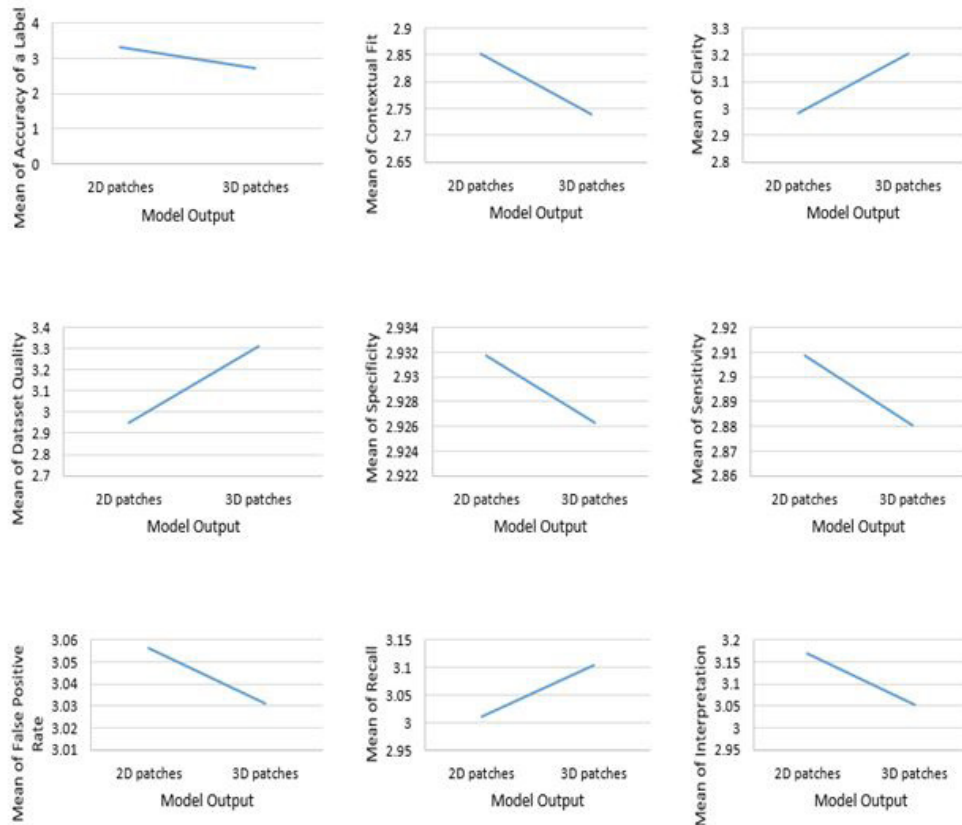 Mean of Accuracy of a Label
4
3
2
1
0
2D patches
3D patches
Model Output
Mean of Contextual Fit
2.9
2.85
2.8
2.75
2.7
2.65
2D patches
3D patches
Model Output
Mean of Clarity
3.3
3.2
3.1
3
2.9
2.8
2D patches
3D patches
Model Output
Mean of Dataset Quality
3.4
3.3
3.2
3.1
3
2.9
2.8
2.7
2D patches
3D patches
Model Output
Mean of Specificity
2.934
2.932
2.93
2.928
2.926
2.924
2.922
2D patches
3D patches
Model Output
Mean of Sensitivity
2.92
2.91
2.9
2.89
2.88
2.87
2.86
2D patches
3D patches
Model Output
Mean of False Positive
Rate
3.06
3.05
3.04
3.03
3.02
3.01
2D patches
3D patches
Model Output
Mean of Recall
3.15
3.1
3.05
3
2.95
2D patches
3D patches
Model Output
Mean of Interpretation
3.2
3.15
3.1
3.05
3
2.95
2D patches
3D patches
Model Output